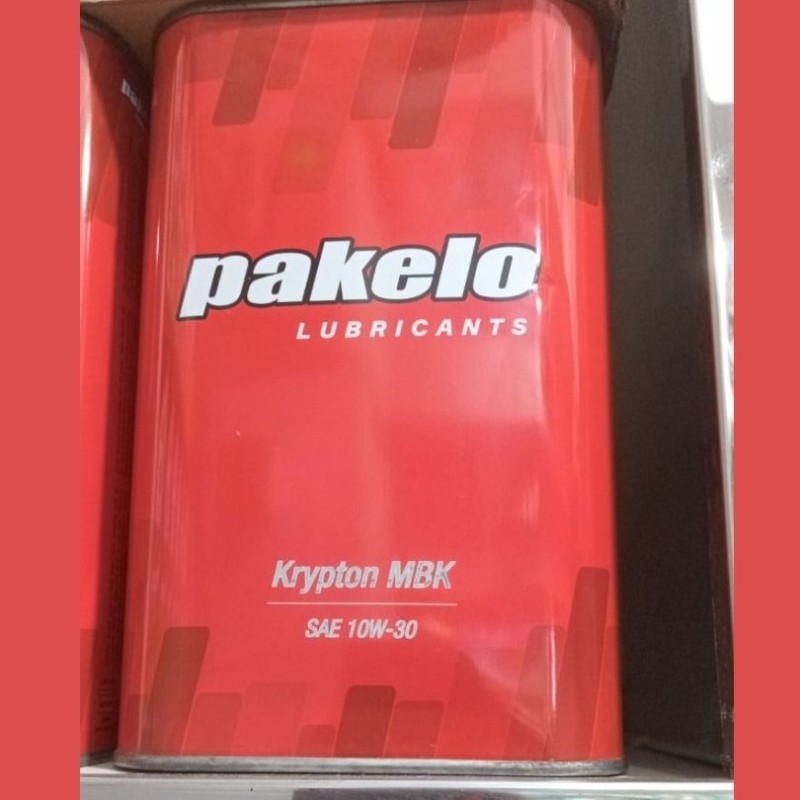 pakelo
LUBRICANTS
Krypton MBK
SAE 10W-30